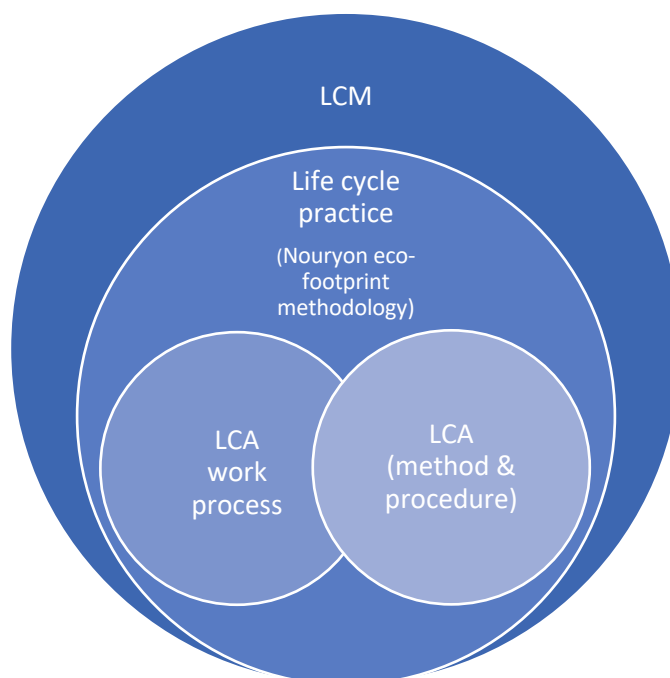 LCM
Life cycle
practice
(Nouryon eco-
footprint
methodology)
LCA
work
process
LCA
(method &
procedure)